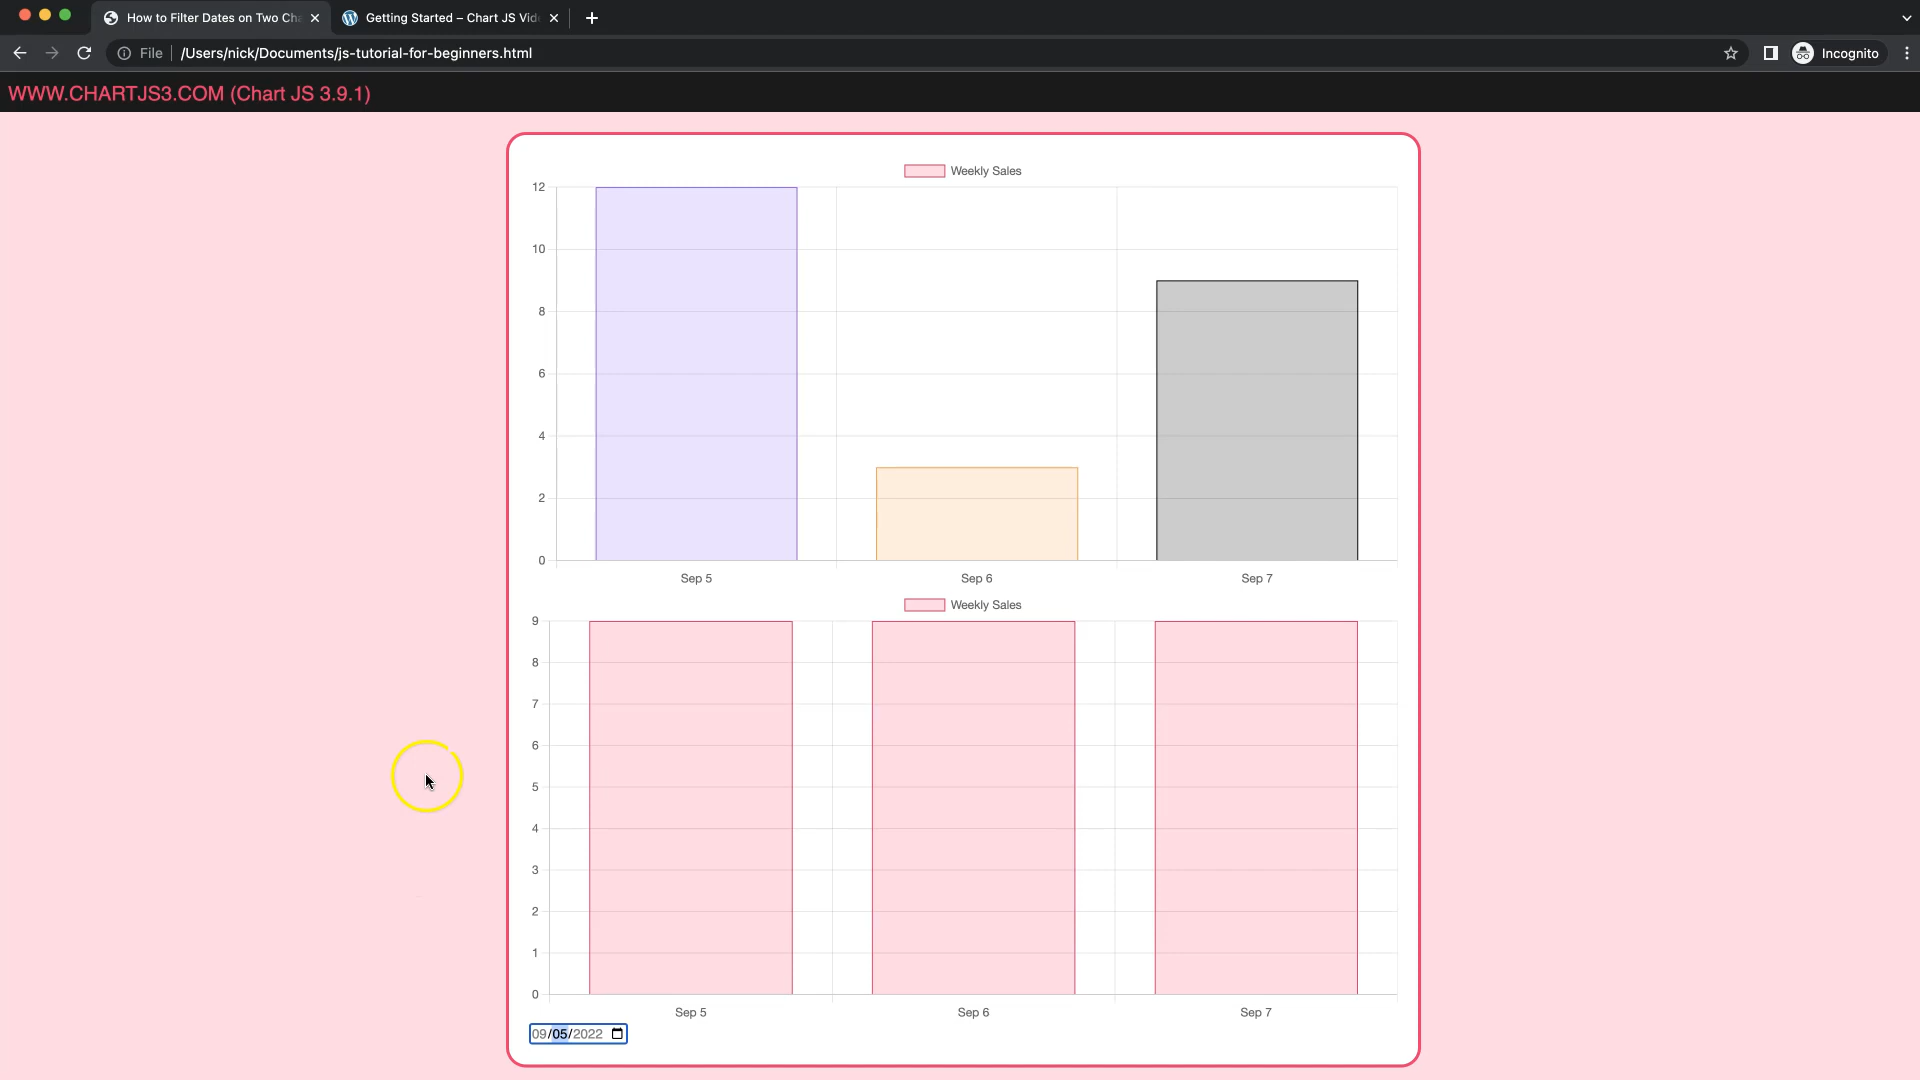 How to Filter Dates on Two Ch
Getting Started – Chart JS Vid
File
/Users/nick/Documents/js-tutorial-for-beginners.html
Incognito
WWW.CHARTJS3.COM (Chart JS 3.9.1)
Weekly Sales
12
10
8
6
4
2
0
Sep 5 Sep 6 Sep 7
Weekly Sales
9
8
7
6
5
4
3
2
1
0
Sep 5 Sep 6 Sep 7
09/05/2022